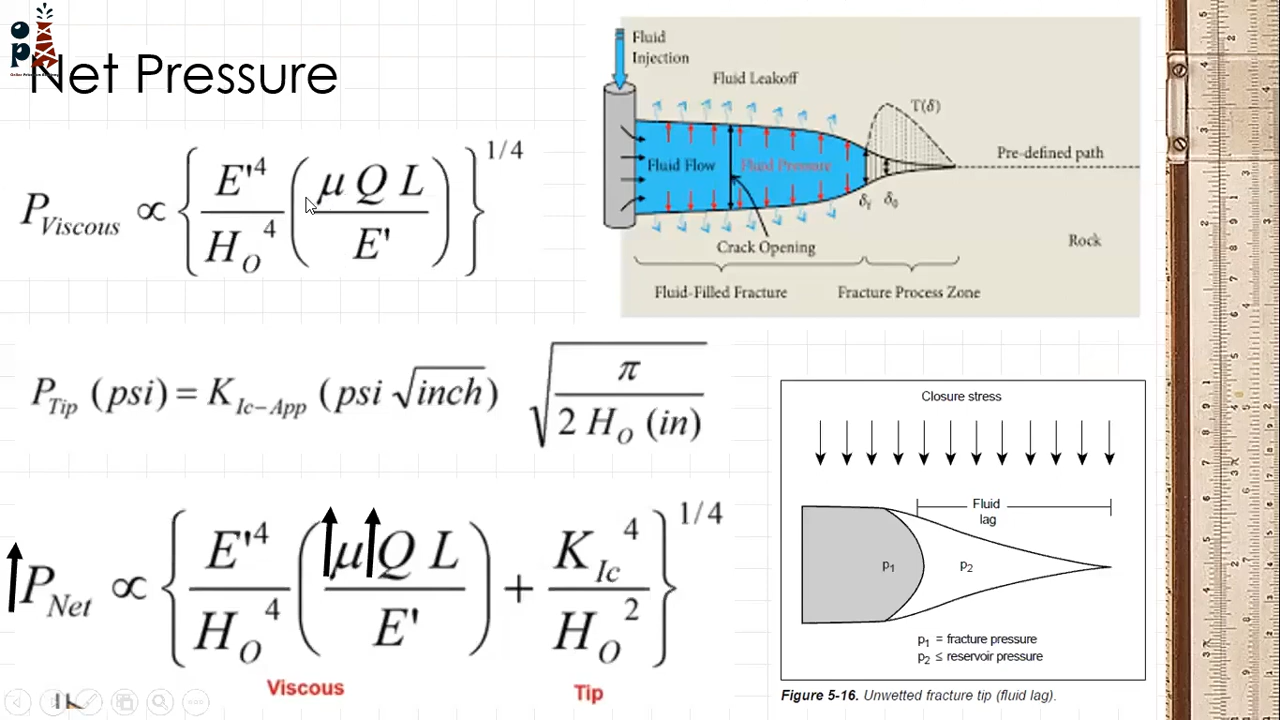 op
Net Pressure
P_Viscous ∝ { E'^4 / H_O^4 ( μ Q L / E' ) }^1/4
P_Tip (psi) = K_Ic-App (psi √inch) √( π / 2 H_O (in) )
P_Net ∝ { E'^4 / H_O^4 ( μ Q L / E' ) + K_Ic^4 / H_O^2 }^1/4
Viscous
Tip
Fluid
Injection
Fluid Leakoff
T(δ)
Fluid Flow
Fluid Pressure
Pre-defined path
δ₀
Crack Opening
Rock
Fluid-Filled Fracture
Fracture Process Zone
Closure stress
Fluid
lag
p₁
p₂
p₁ = fracture pressure
p₂ = reservoir pressure
Figure 5-16. Unwetted fracture tip (fluid lag).